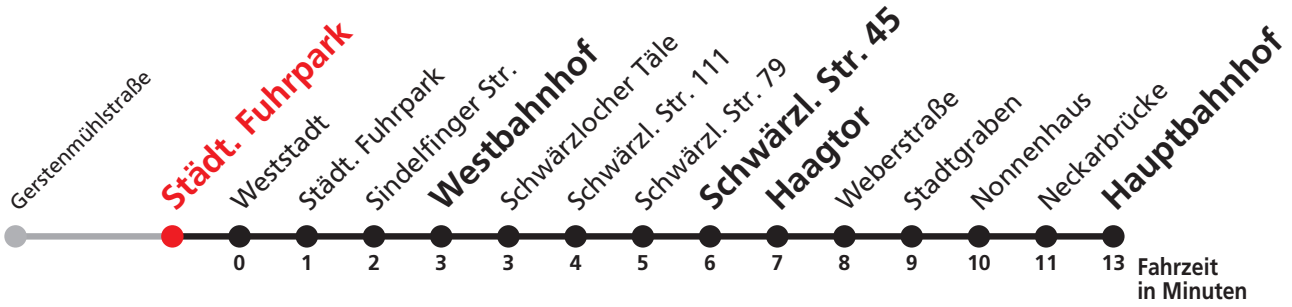 Gerstenmühlstraße
Städt. Fuhrpark
Weststadt
Städt. Fuhrpark
Sindelfinger Str.
Westbahnhof
Schwärzlocher Täle
Schwärzl. Str. 111
Schwärzl. Str. 79
Schwärzl. Str. 45
Haagtor
Weberstraße
Stadtgraben
Nonnenhaus
Neckarbrücke
Hauptbahnhof
0 1 2 3 3 4 5 6 7 8 9 10 11 13 Fahrzeit
in Minuten